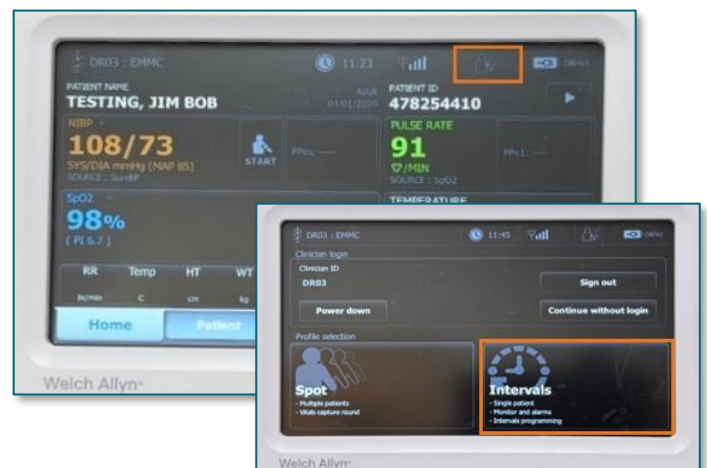 DR03 : EMMC 11:23
PATIENT NAME PATIENT ID
TESTING, JIM BOB 478254410
NIBP PULSE RATE
108/73 START 91
SYS/DIA mmHg (MAP 85) /MIN
SOURCE : SureBP SOURCE : SpO2
SpO2 TEMPERATURE
98%
( PI 6.7 )
RR Temp HT WT
C cm kg
Home Patient
Welch Allyn
DR03 : EMMC 11:45
Clinician login
Clinician ID
DR03 Sign out
Power down Continue without login
Profile selection
Spot
- Multiple patients
- Vitals capture round
Intervals
- Single patient
- Monitor and alarms
- Intervals programming
Welch Allyn